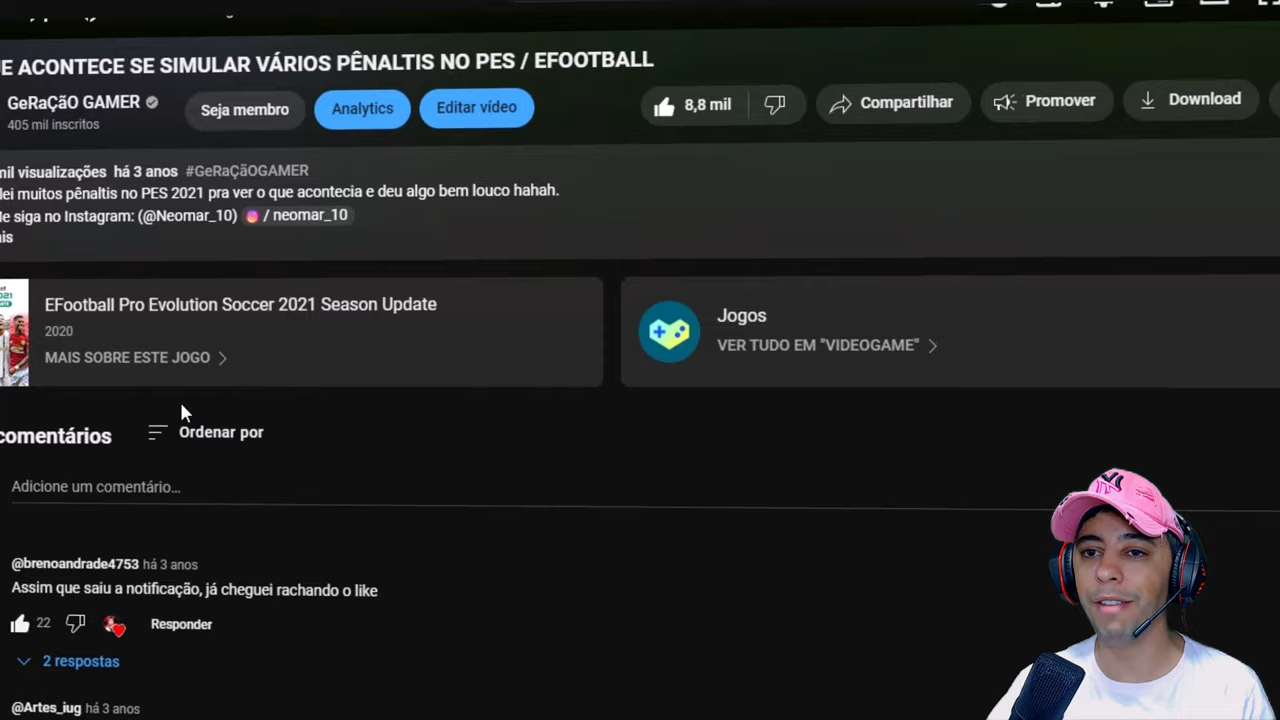 E ACONTECE SE SIMULAR VÁRIOS PÊNALTIS NO PES / EFOOTBALL
GeRaÇãO GAMER
405 mil inscritos
Seja membro
Analytics
Editar vídeo
8,8 mil
Compartilhar
Promover
Download
mil visualizações há 3 anos #GeRaÇãOGAMER
lei muitos pênaltis no PES 2021 pra ver o que acontecia e deu algo bem louco hahah.
le siga no Instagram: (@Neomar_10) / neomar_10
is
2021
EFootball Pro Evolution Soccer 2021 Season Update
2020
MAIS SOBRE ESTE JOGO
Jogos
VER TUDO EM "VIDEOGAME"
comentários
Ordenar por
Adicione um comentário...
@brenoandrade4753 há 3 anos
Assim que saiu a notificação, já cheguei rachando o like
22
Responder
2 respostas
@Artes_iug há 3 anos